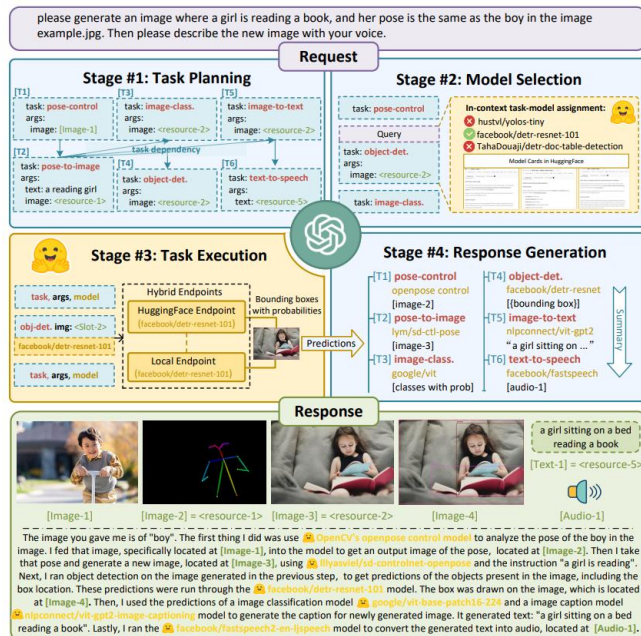 please generate an image where a girl is reading a book, and her pose is the same as the boy in the image
example.jpg. Then please describe the new image with your voice.
Request
Stage #1: Task Planning
[T1]
task: pose-control
args:
image: [Image-1]
[T3]
task: image-class.
args:
image: <resource-2>
[T5]
task: image-to-text
args:
image: <resource-2>
task dependency
[T2]
task: pose-to-image
args:
text: a reading girl
image: <resource-1>
[T4]
task: object-det.
args:
image: <resource-2>
[T6]
task: text-to-speech
args:
text: <resource-5>
Stage #2: Model Selection
task: pose-control
Query
task: object-det.
args:
image: <resource-2>
task: image-class.
In-context task-model assignment:
hustvl/yolos-tiny
facebook/detr-resnet-101
TahaDouaji/detr-doc-table-detection
Model Cards in HuggingFace
Stage #3: Task Execution
task, args, model
obj-det. img: <Slot-2>
facebook/detr-resnet-101
task, args, model
Hybrid Endpoints
HuggingFace Endpoint
(facebook/detr-resnet-101)
Local Endpoint
(facebook/detr-resnet-101)
Bounding boxes
with probabilities
Predictions
Stage #4: Response Generation
[T1] pose-control
openpose control
[image-2]
[T2] pose-to-image
lym/sd-ctl-pose
[image-3]
[T3] image-class.
google/vit
[classes with prob]
[T4] object-det.
facebook/detr-resnet
[{bounding box}]
[T5] image-to-text
nlpconnect/vit-gpt2
"a girl sitting on ..."
[T6] text-to-speech
facebook/fastspeech
[audio-1]
Summary
Response
a girl sitting on a bed
reading a book
[Text-1] = <resource-5>
[Image-1]
[Image-2] = <resource-1>
[Image-3] = <resource-2>
[Image-4]
[Audio-1]
The image you gave me is of "boy". The first thing I did was use OpenCV's openpose control model to analyze the pose of the boy in the
image. I fed that image, specifically located at [Image-1], into the model to get an output image of the pose, located at [Image-2]. Then I take
that pose and generate a new image, located at [Image-3], using lllyasviel/sd-controlnet-openpose and the instruction "a girl is reading".
Next, I ran object detection on the image generated in the previous step, to get predictions of the objects present in the image, including the
box location. These predictions were run through the facebook/detr-resnet-101 model. The box was drawn on the image, which is located
at [Image-4]. Then, I used the predictions of a image classification model google/vit-base-patch16-224 and a image caption model
nlpconnect/vit-gpt2-image-captioning model to generate the caption for newly generated image. It generated text: "a girl sitting on a bed
reading a book". Lastly, I ran the facebook/fastspeech2-en-ljspeech model to convert the generated text into audio, located at [Audio-1]